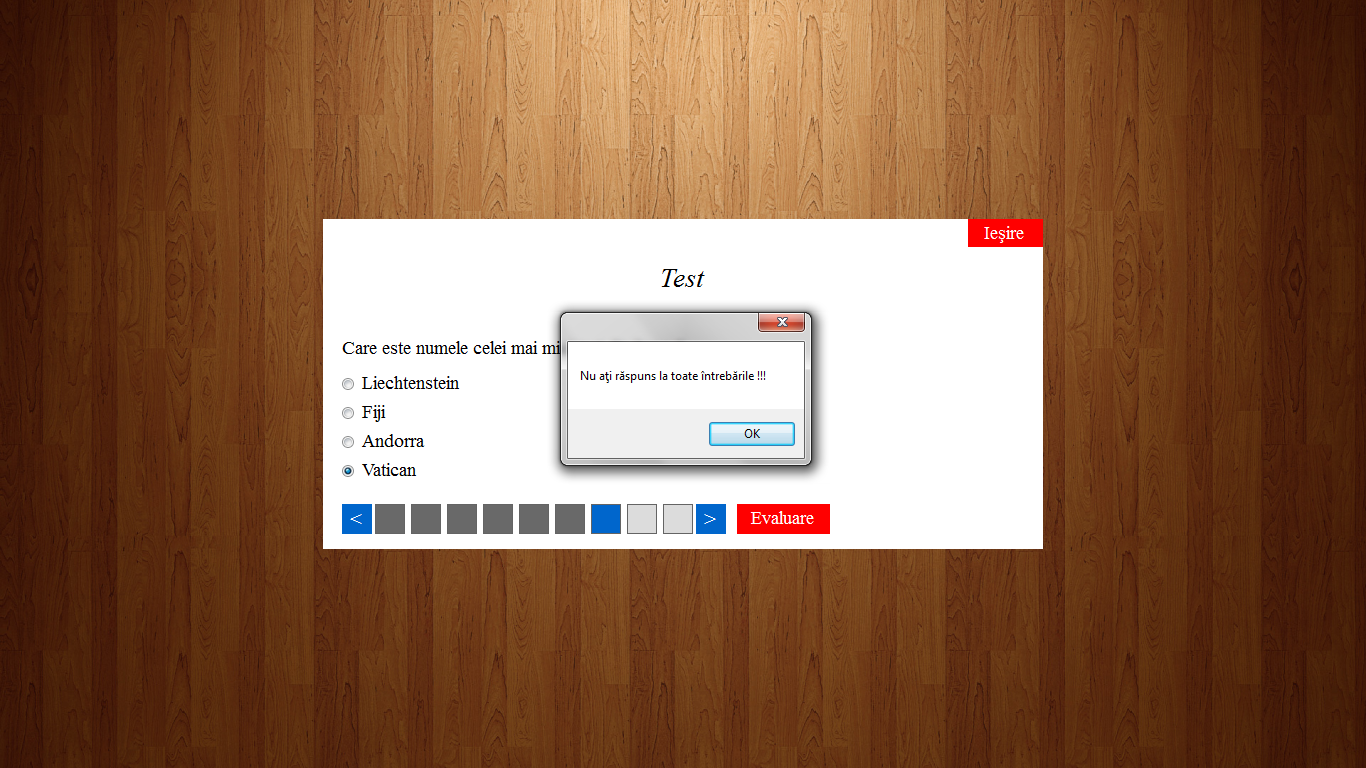 Ieşire
Test
Care este numele celei mai
Nu aţi răspuns la toate întrebările !!!
OK
Liechtenstein
Fiji
Andorra
Vatican
<
>
Evaluare